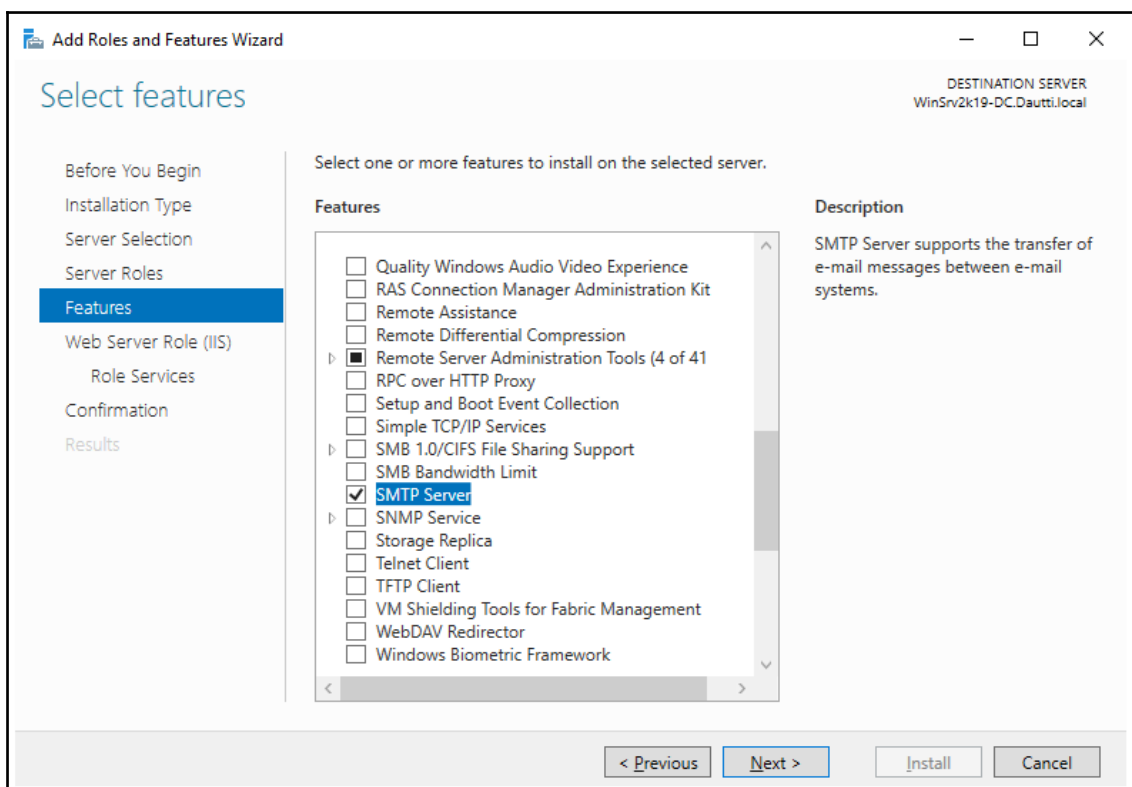 Add Roles and Features Wizard
Select features
DESTINATION SERVER
WinSrv2k19-DC.Dautti.local
Before You Begin
Installation Type
Server Selection
Server Roles
Features
Web Server Role (IIS)
Role Services
Confirmation
Results
Select one or more features to install on the selected server.
Features
Quality Windows Audio Video Experience
RAS Connection Manager Administration Kit
Remote Assistance
Remote Differential Compression
Remote Server Administration Tools (4 of 41
RPC over HTTP Proxy
Setup and Boot Event Collection
Simple TCP/IP Services
SMB 1.0/CIFS File Sharing Support
SMB Bandwidth Limit
SMTP Server
SNMP Service
Storage Replica
Telnet Client
TFTP Client
VM Shielding Tools for Fabric Management
WebDAV Redirector
Windows Biometric Framework
Description
SMTP Server supports the transfer of
e-mail messages between e-mail
systems.
< Previous
Next >
Install
Cancel